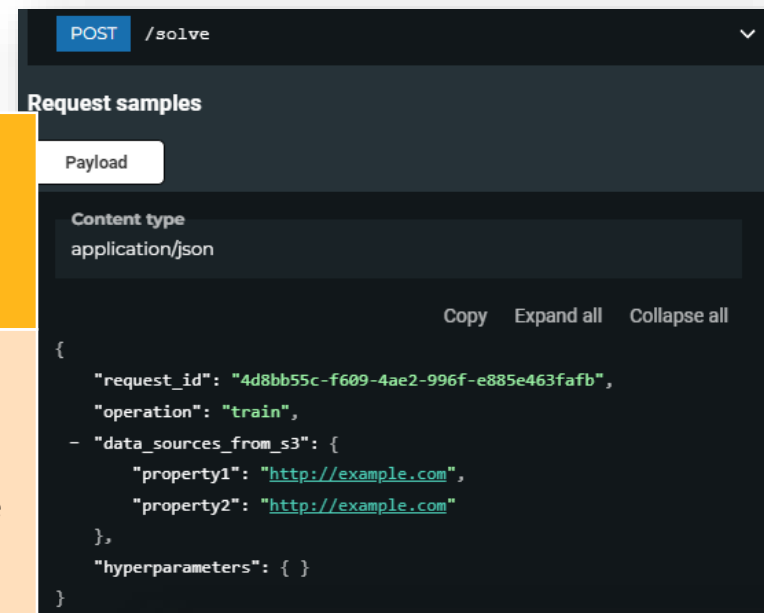 POST /solve
Request samples
Payload
Content type
application/json
Copy Expand all Collapse all
{
"request_id": "4d8bb55c-f609-4ae2-996f-e885e463fafb",
"operation": "train",
- "data_sources_from_s3": {
"property1": "http://example.com",
"property2": "http://example.com"
},
"hyperparameters": { }
}